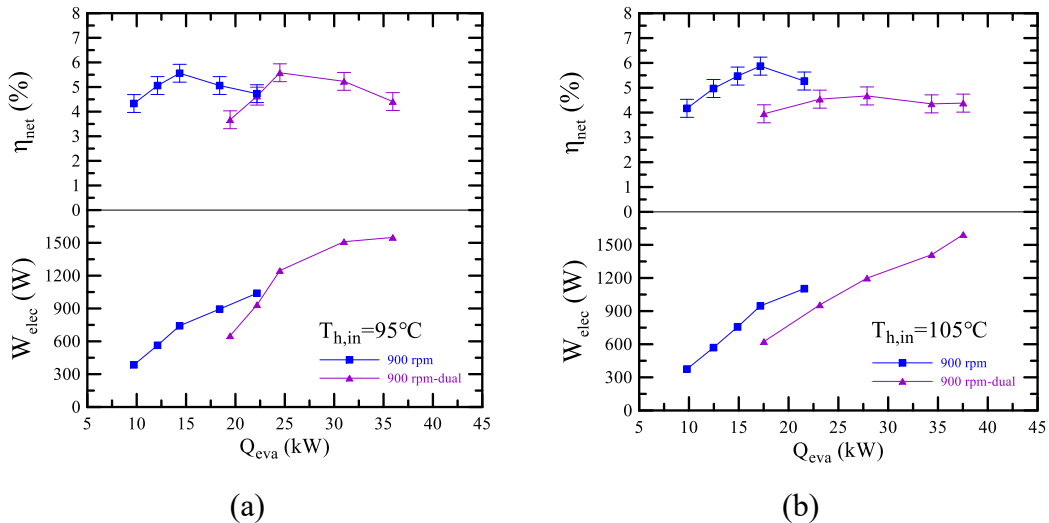 8
7
6
5
4
3
2
1
0
η_net (%)
1500
1200
900
600
300
0
W_elec (W)
T_h,in=95°C
900 rpm
900 rpm-dual
5 10 15 20 25 30 35 40 45
Q_eva (kW)
(a)
8
7
6
5
4
3
2
1
0
η_net (%)
1500
1200
900
600
300
0
W_elec (W)
T_h,in=105°C
900 rpm
900 rpm-dual
5 10 15 20 25 30 35 40 45
Q_eva (kW)
(b)